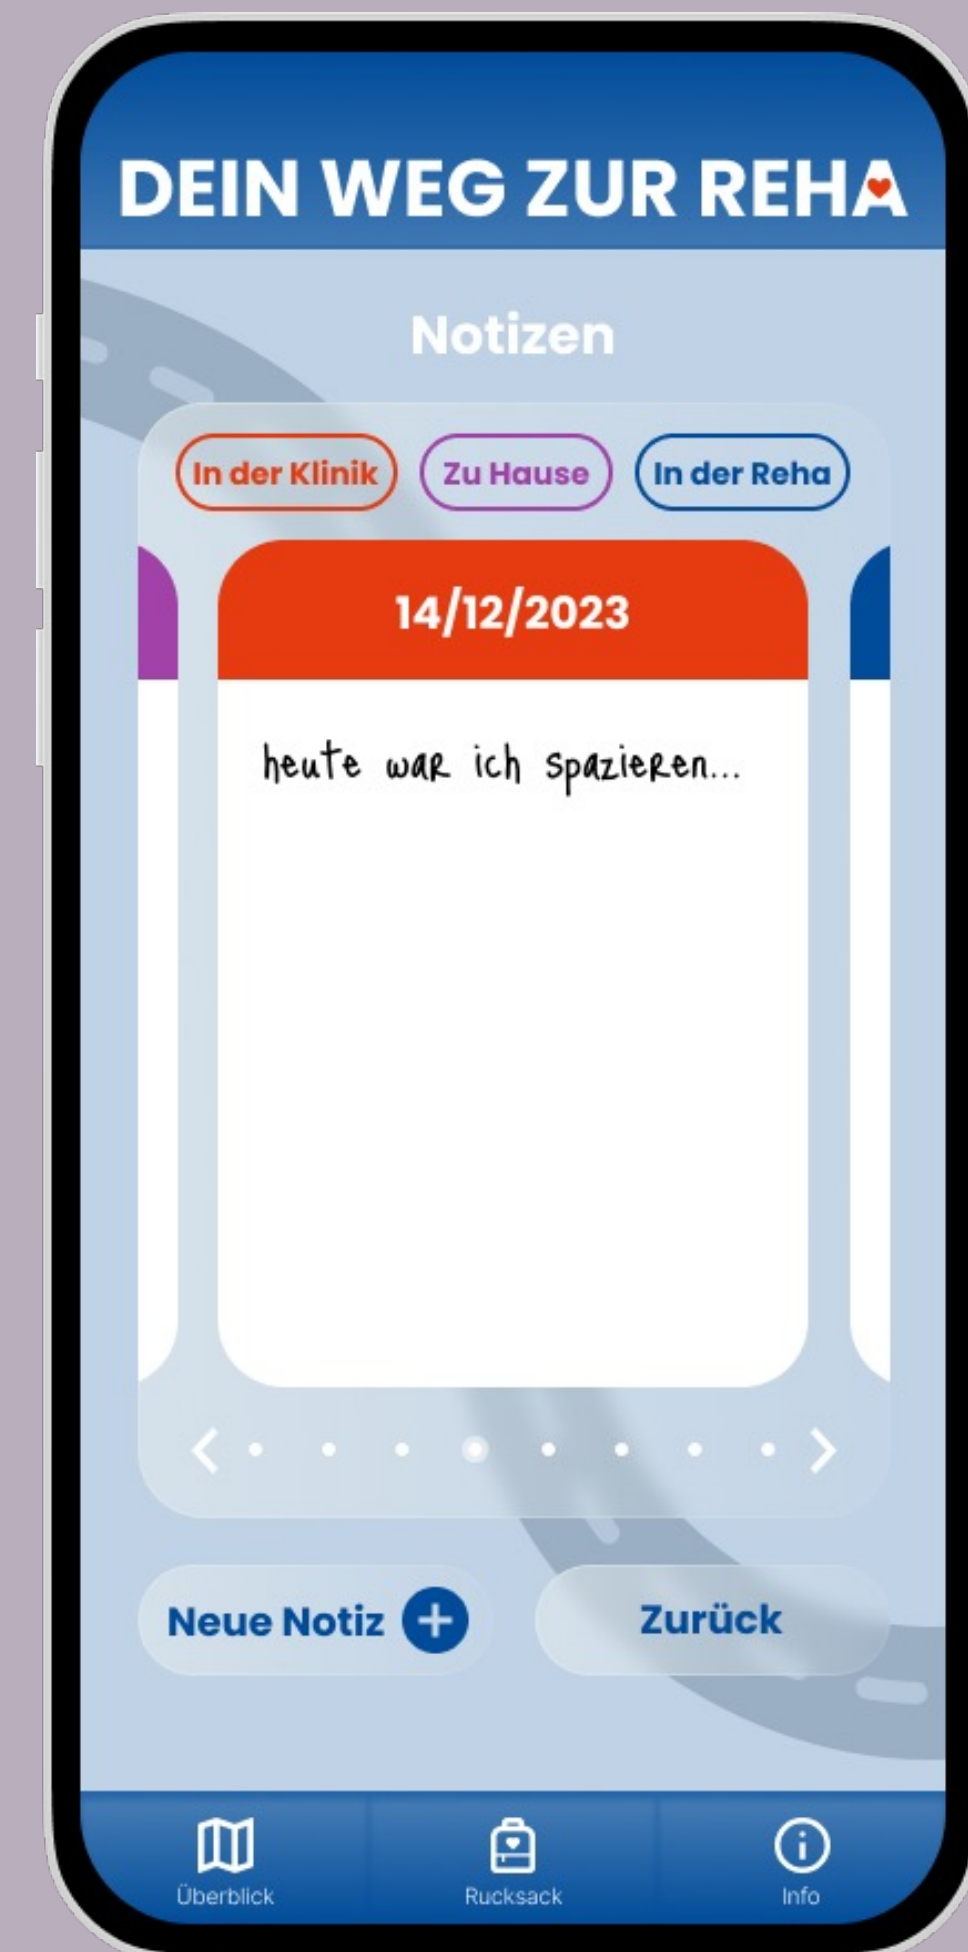 DEIN WEG ZUR REHA
Notizen
In der Klinik Zu Hause In der Reha
14/12/2023
heute war ich spazieren...
Neue Notiz + Zurück
Überblick Rucksack Info